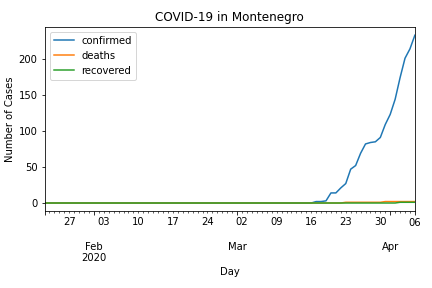 COVID-19 in Montenegro
confirmed
deaths
recovered
Number of Cases
200
150
100
50
0
27 03 10 17 24 02 09 16 23 30 06
Feb Mar Apr
2020
Day